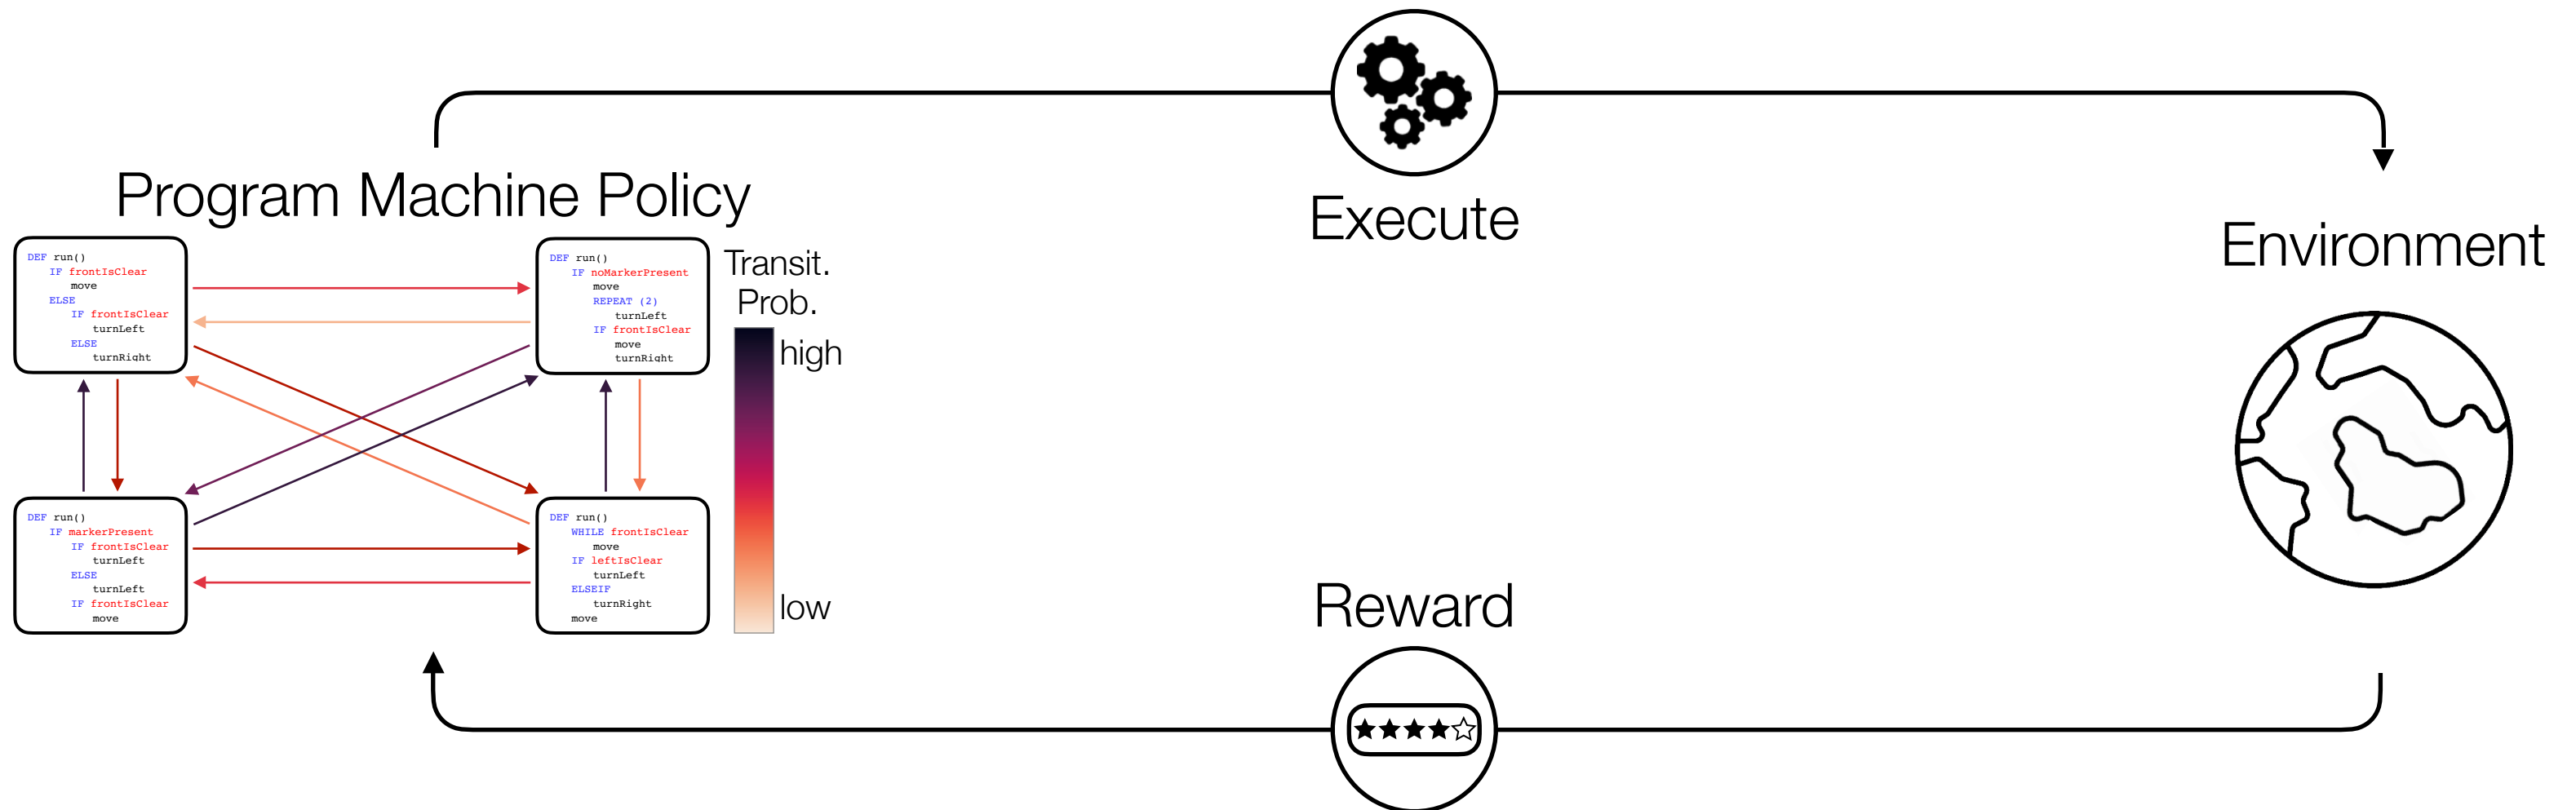 Execute
Program Machine Policy
Environment
DEF run()
IF frontIsClear
move
ELSE
IF frontIsClear
turnLeft
ELSE
turnRight
DEF run()
IF noMarkerPresent
move
REPEAT (2)
turnLeft
IF frontIsClear
move
turnRight
Transit.
Prob.
high
low
DEF run()
IF markerPresent
IF frontIsClear
turnLeft
ELSE
turnLeft
IF frontIsClear
move
DEF run()
WHILE frontIsClear
move
IF leftIsClear
turnLeft
ELSEIF
turnRight
move
Reward